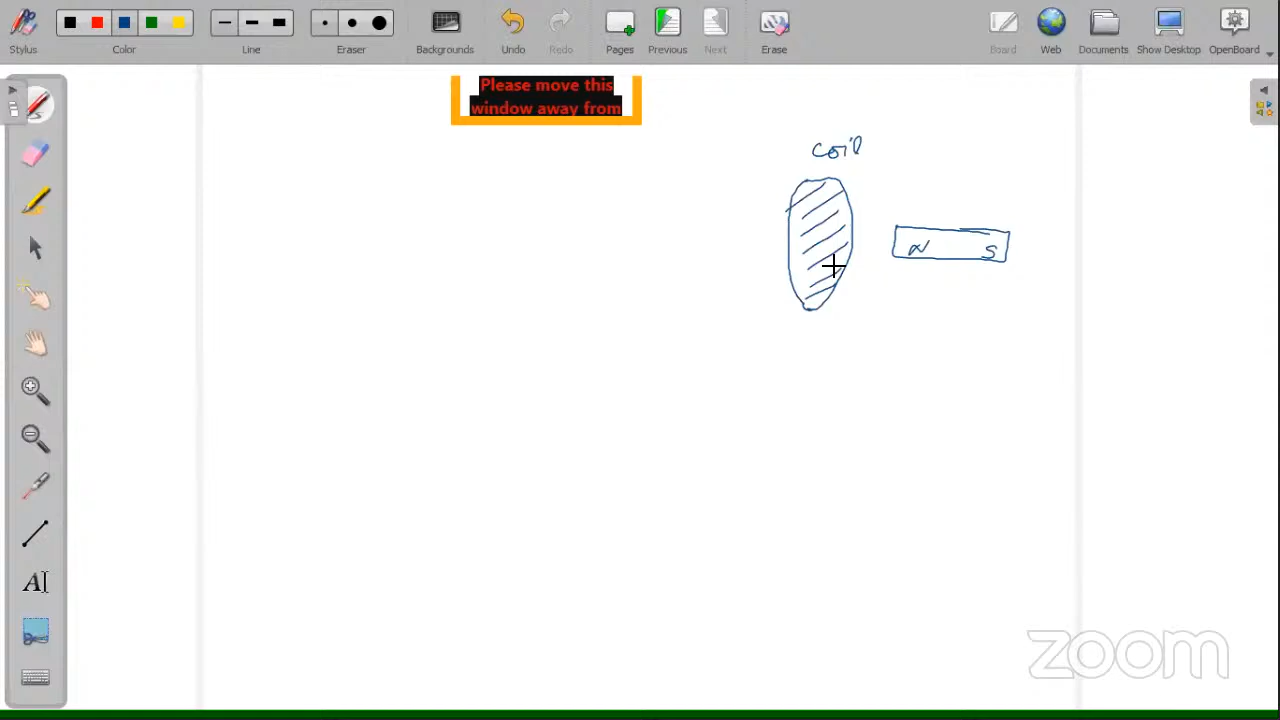 Stylus Color Line Eraser Backgrounds Undo Redo Pages Previous Next Erase Board Web Documents Show Desktop OpenBoard
Please move this
window away from
coil
N S
A
zoom